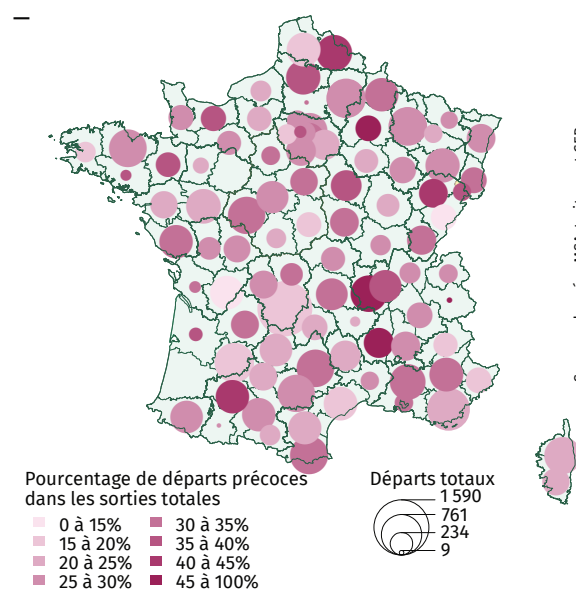 Pourcentage de départs précoces
dans les sorties totales
0 à 15%
15 à 20%
20 à 25%
25 à 30%
30 à 35%
35 à 40%
40 à 45%
45 à 100%
Départs totaux
1 590
761
234
9